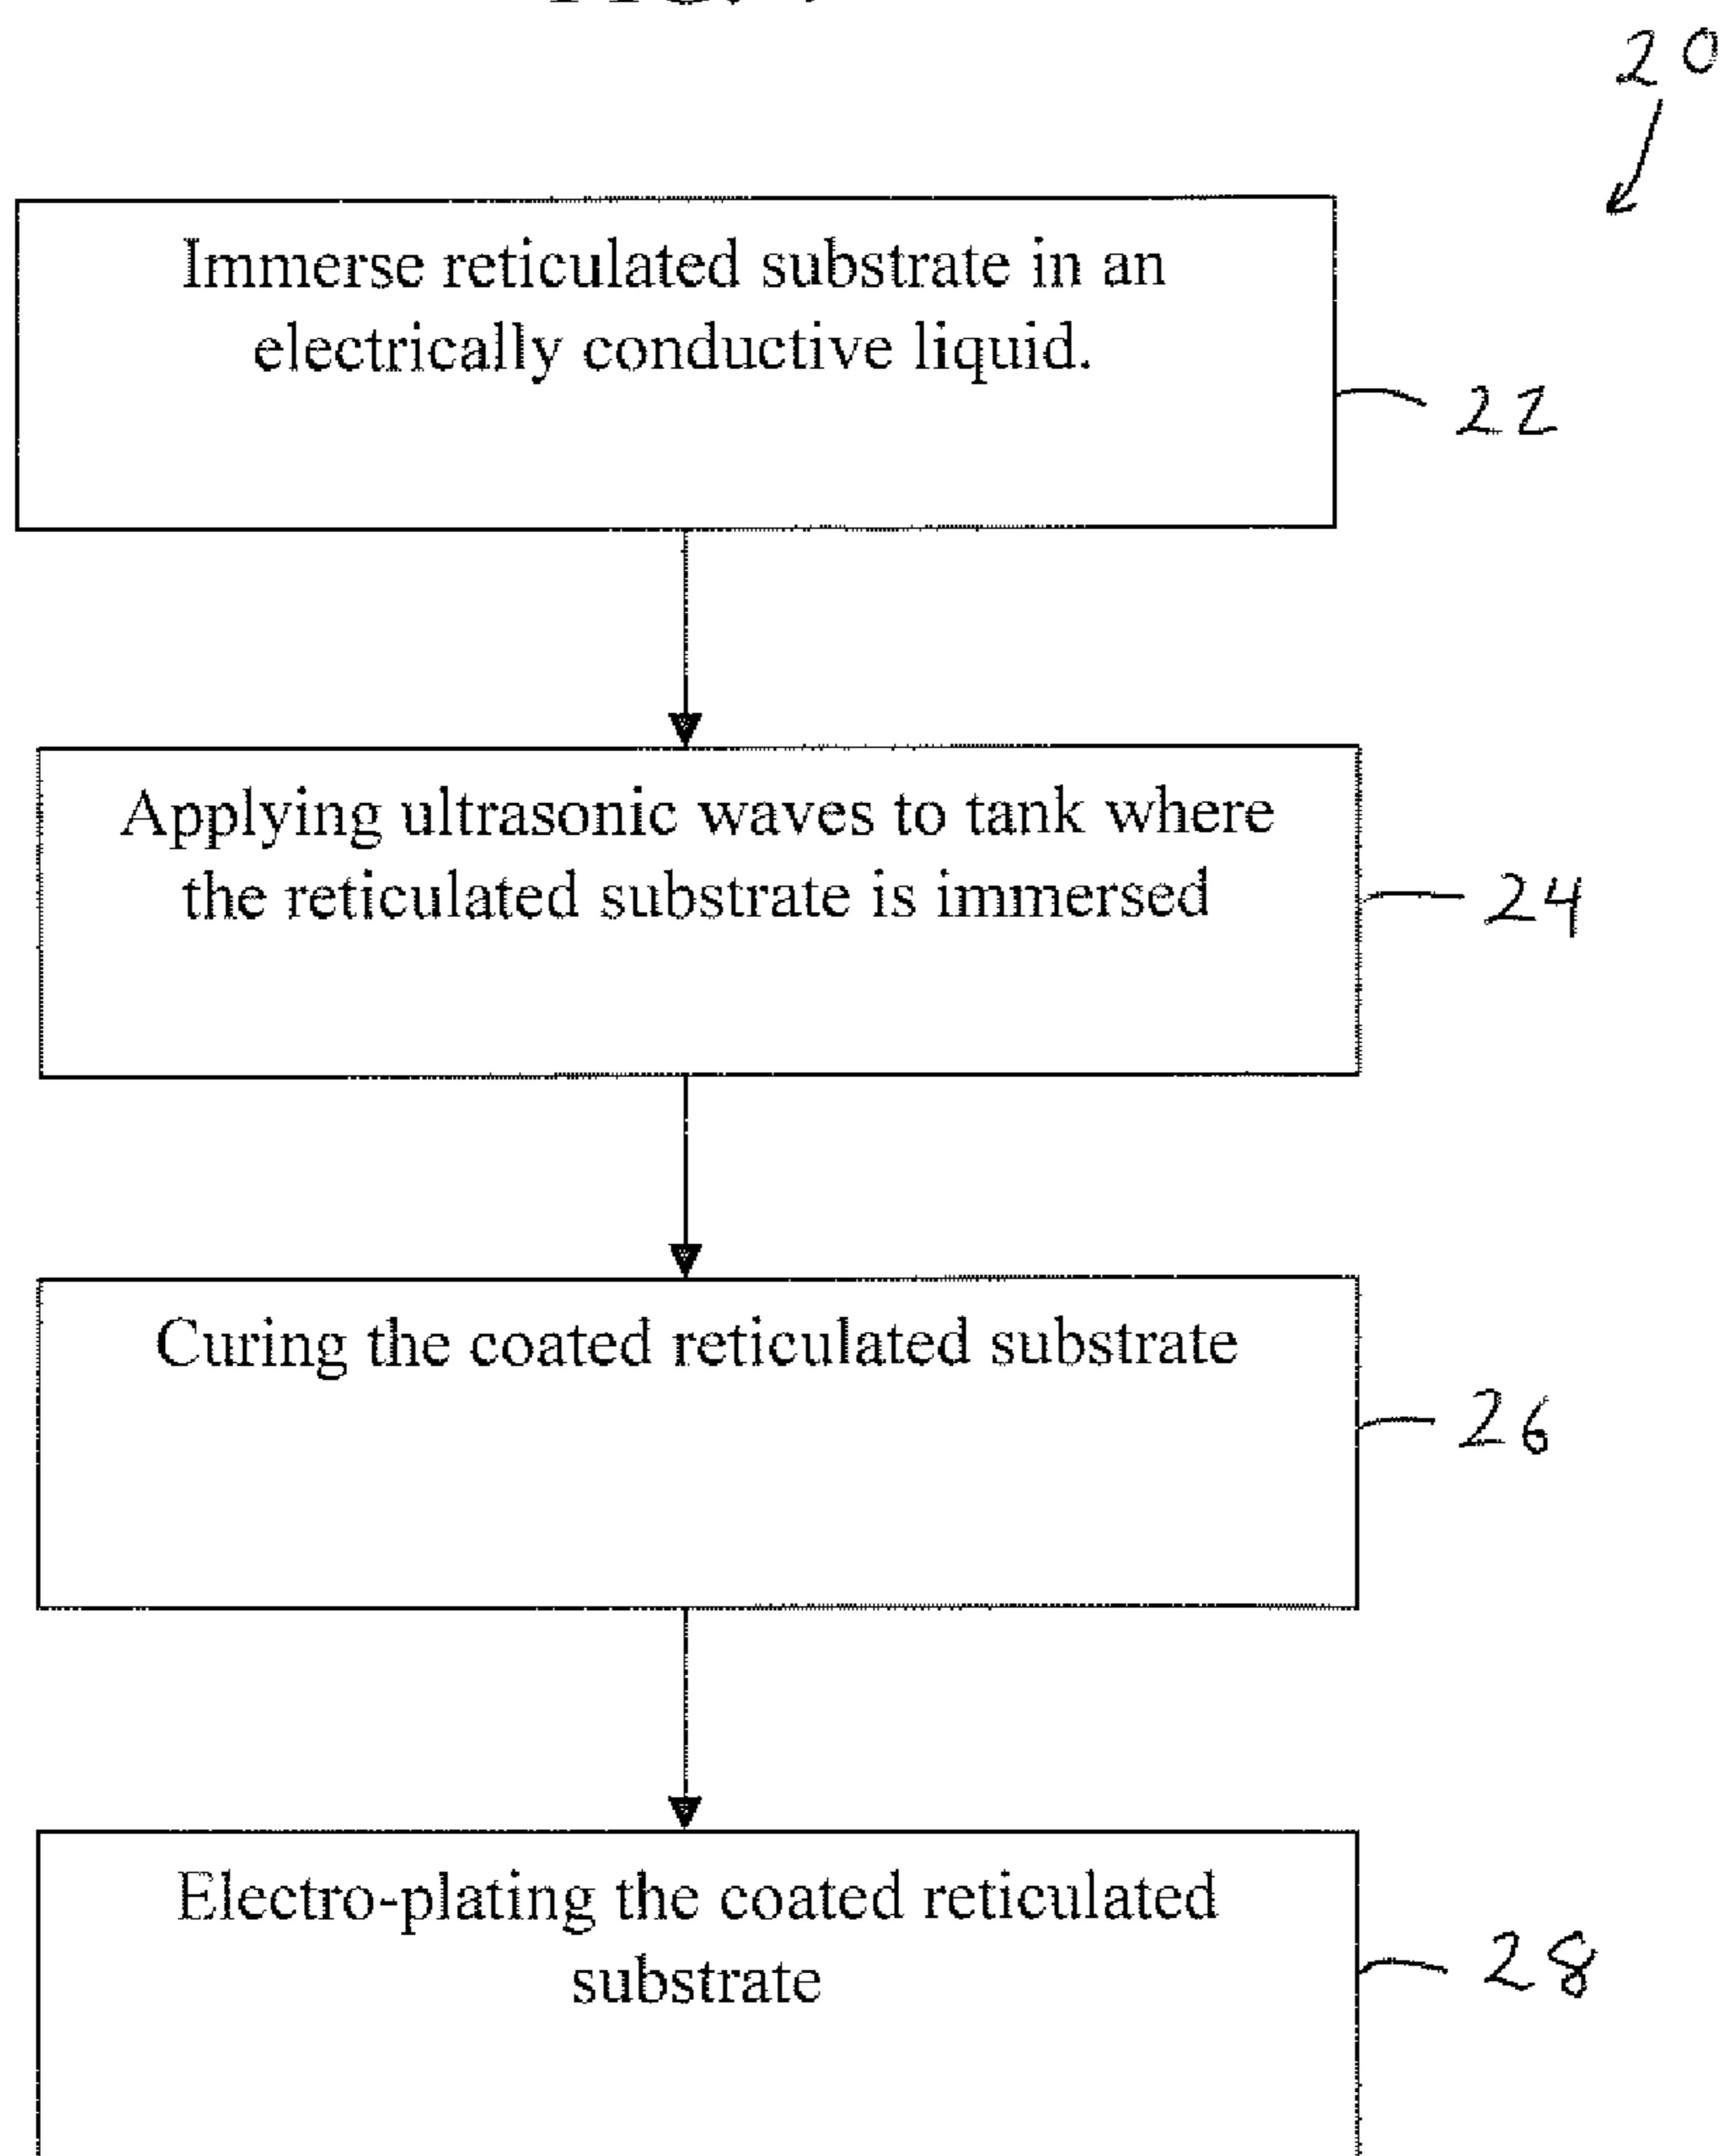 20
Immerse reticulated substrate in an
electrically conductive liquid.
22
Applying ultrasonic waves to tank where
the reticulated substrate is immersed
24
Curing the coated reticulated substrate
26
Electro-plating the coated reticulated
substrate
28